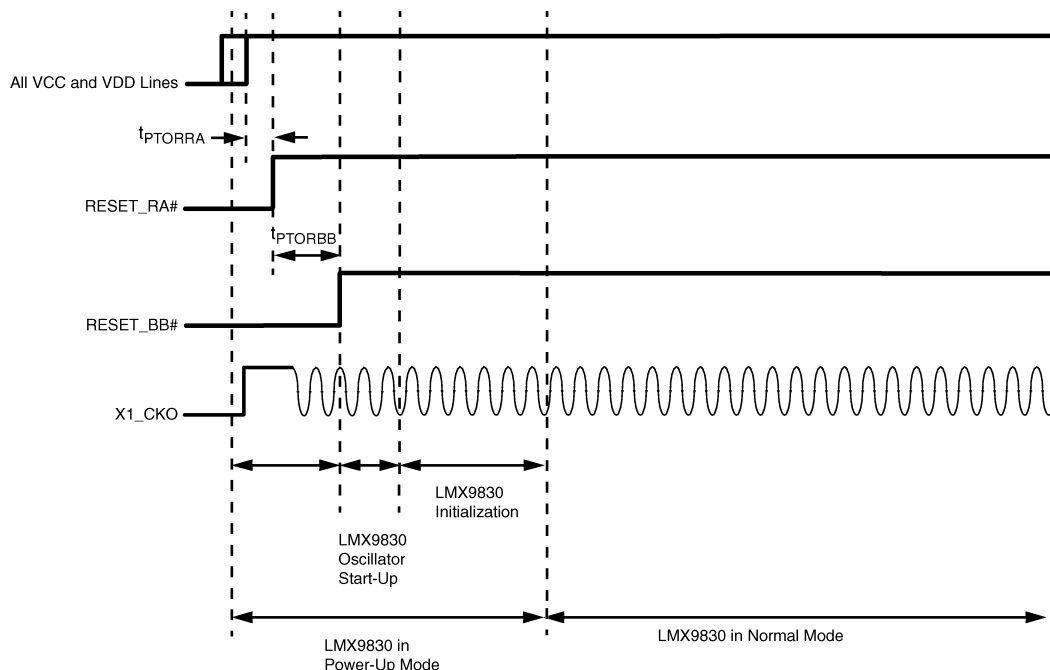 All VCC and VDD Lines
tPTORRA
RESET_RA#
tPTORBB
RESET_BB#
X1_CKO
LMX9830
Initialization
LMX9830
Oscillator
Start-Up
LMX9830 in
Power-Up Mode
LMX9830 in Normal Mode